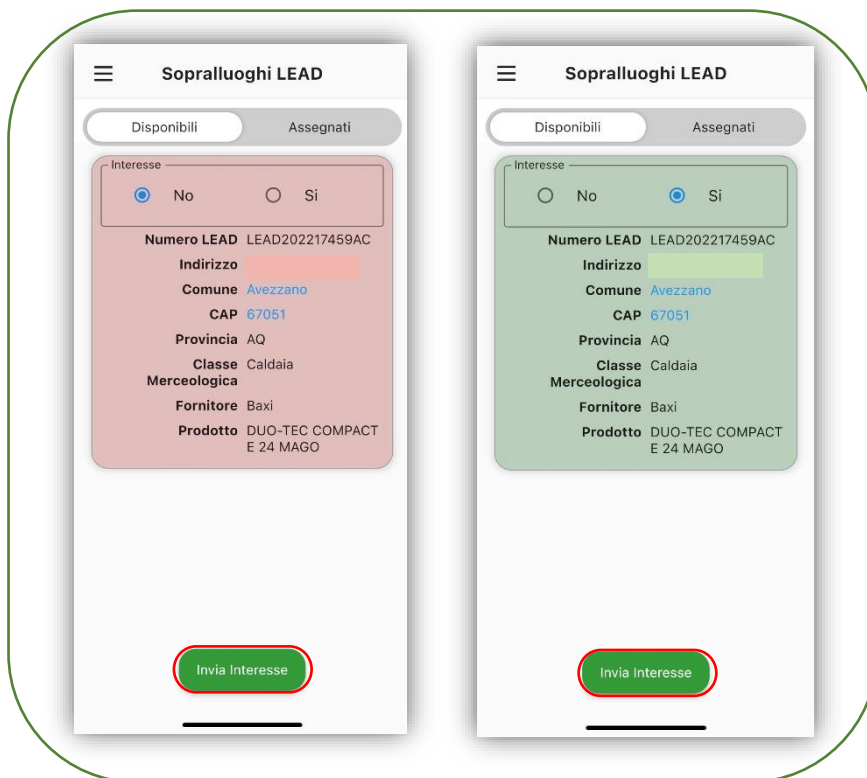 Sopralluoghi LEAD
Disponibili Assegnati
Interesse
No Si
Numero LEAD LEAD202217459AC
Indirizzo
Comune Avezzano
CAP 67051
Provincia AQ
Classe Caldaia
Merceologica
Fornitore Baxi
Prodotto DUO-TEC COMPACT
E 24 MAGO
Invia Interesse
Sopralluoghi LEAD
Disponibili Assegnati
Interesse
No Si
Numero LEAD LEAD202217459AC
Indirizzo
Comune Avezzano
CAP 67051
Provincia AQ
Classe Caldaia
Merceologica
Fornitore Baxi
Prodotto DUO-TEC COMPACT
E 24 MAGO
Invia Interesse